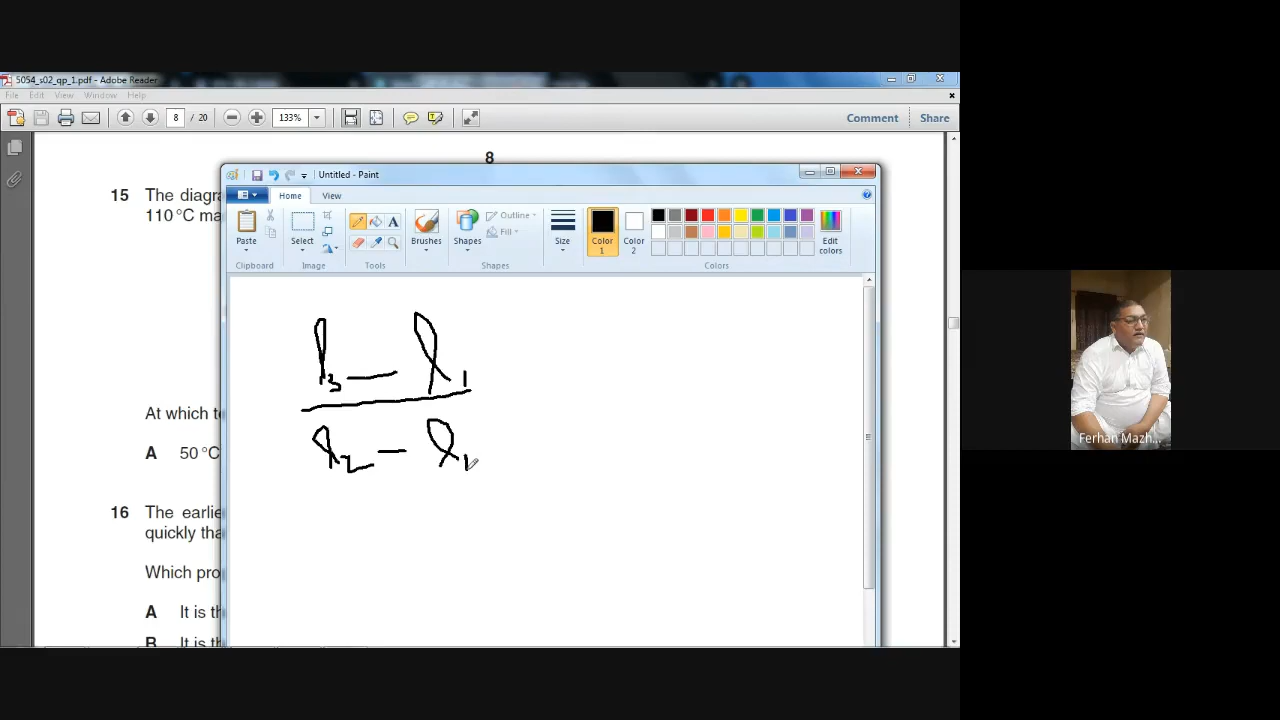 5054_s02_qp_1.pdf - Adobe Reader
File Edit View Window Help
8 / 20 133% Comment Share
8
15 The diagra
110 °C ma
At which te
A 50 °C
16 The earlie
quickly tha
Which pro
A It is th
B It is th
Untitled - Paint
Home View
Paste Select Brushes Shapes Outline Fill Size Color 1 Color 2 Edit colors
Clipboard Image Tools Shapes Colors
l₃ — l₁
l₂ — l₁
Ferhan Mazh...